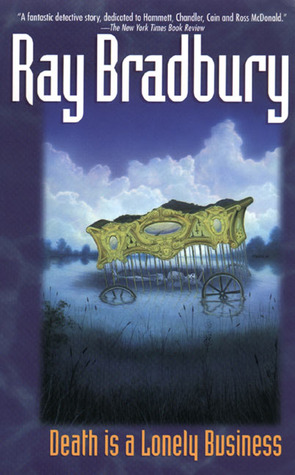 "A fantastic detective story, dedicated to Hammett, Chandler, Cain and Ross McDonald."
—The New York Times Book Review
Ray Bradbury
Death is a Lonely Business